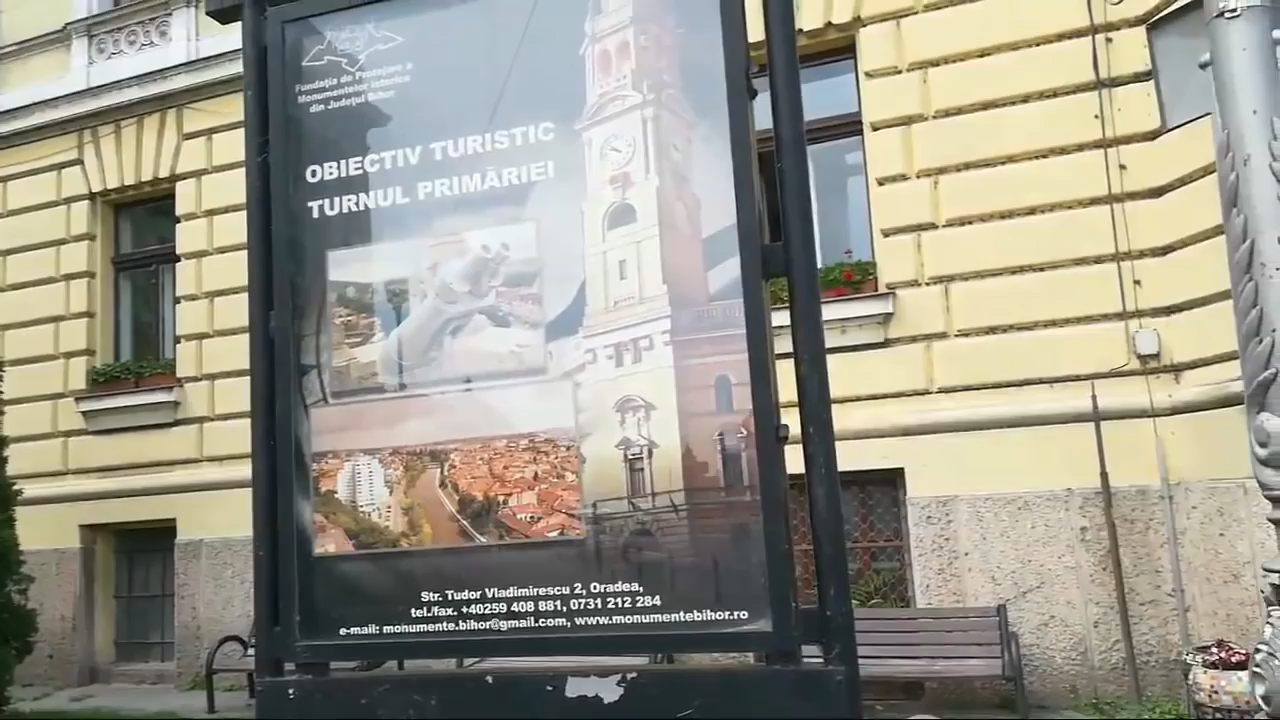 Fundația de Protejare a
Monumentelor Istorice
din Județul Bihor
OBIECTIV TURISTIC
TURNUL PRIMĂRIEI
Str. Tudor Vladimirescu 2, Oradea,
tel./fax. +40259 408 881, 0731 212 284
e-mail: monumente.bihor@gmail.com, www.monumentebihor.ro